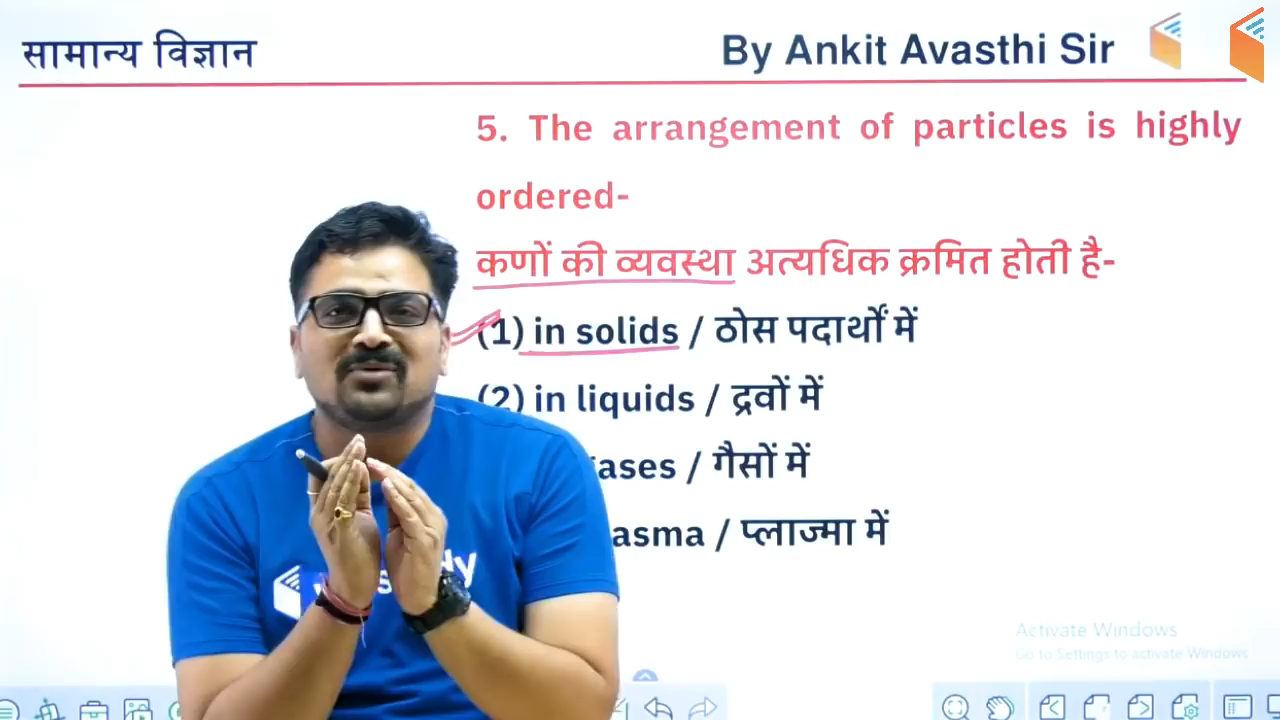 सामान्य विज्ञान
By Ankit Avasthi Sir
5. The arrangement of particles is highly
ordered-
कणों की व्यवस्था अत्यधिक क्रमित होती है-
(1) in solids / ठोस पदार्थों में
(2) in liquids / द्रवों में
ases / गैसों में
asma / प्लाज्मा में
Activate Windows
Go to Settings to activate Windows